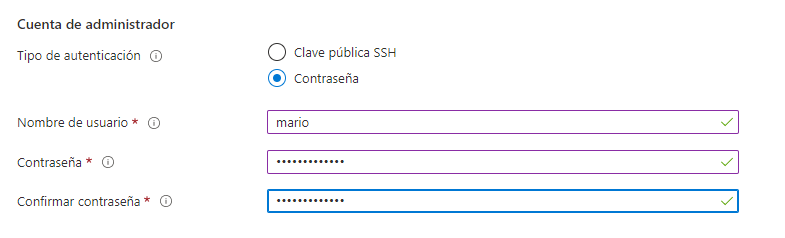 Cuenta de administrador
Tipo de autenticación
Clave pública SSH
Contraseña
Nombre de usuario *
mario
Contraseña *
•••••••••••••
Confirmar contraseña *
•••••••••••••